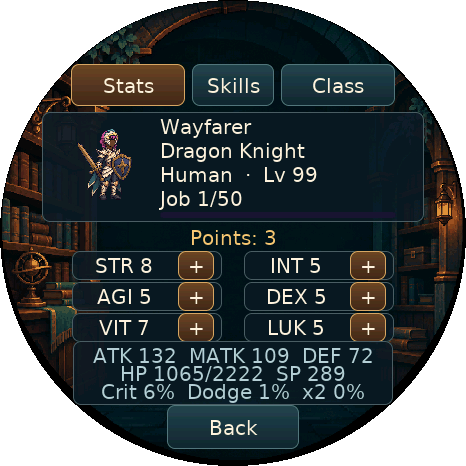 Stats Skills Class
Wayfarer
Dragon Knight
Human · Lv 99
Job 1/50
Points: 3
STR 8 + INT 5 +
AGI 5 + DEX 5 +
VIT 7 + LUK 5 +
ATK 132 MATK 109 DEF 72
HP 1065/2222 SP 289
Crit 6% Dodge 1% x2 0%
Back